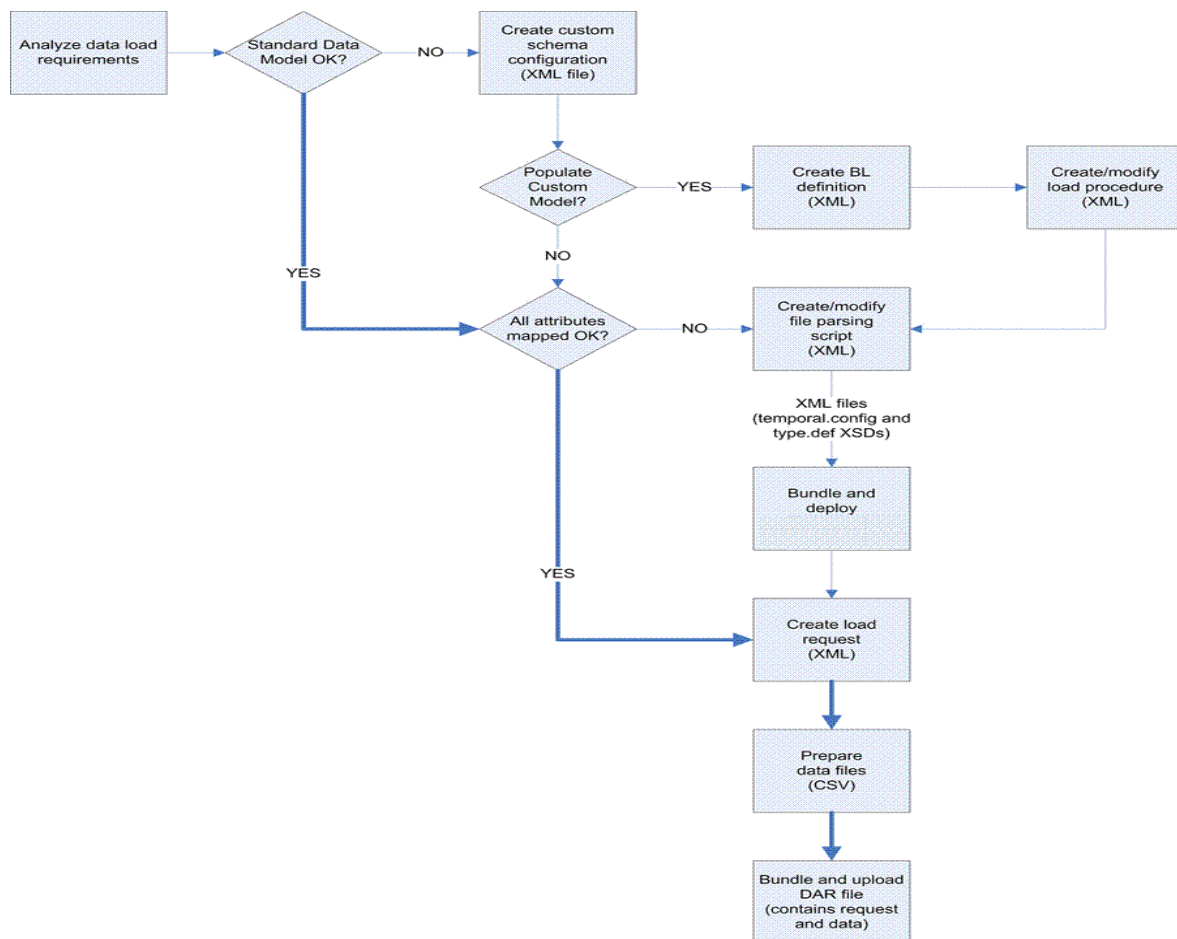 Analyze data load
requirements
Standard Data
Model OK?
NO
Create custom
schema
configuration
(XML file)
Populate
Custom
Model?
YES
Create BL
definition
(XML)
Create/modify
load procedure
(XML)
NO
YES
All attributes
mapped OK?
NO
Create/modify
file parsing
script
(XML)
XML files
(temporal.config and
type.def XSDs)
Bundle and
deploy
YES
Create load
request
(XML)
Prepare
data files
(CSV)
Bundle and upload
DAR file
(contains request
and data)